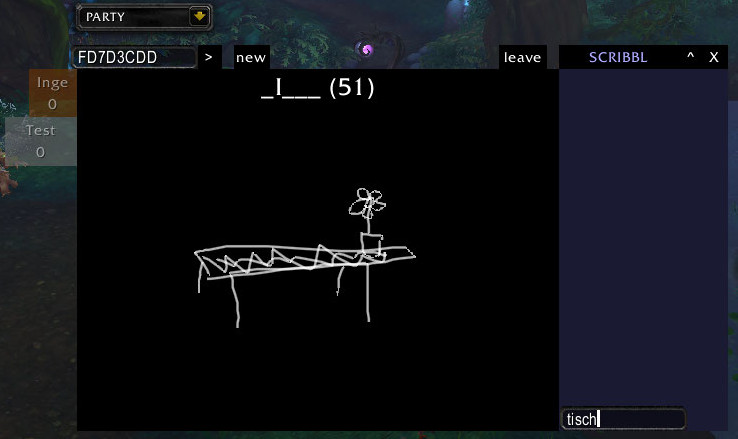 PARTY
FD7D3CDD > new leave SCRIBBL ^ X
_I___ (51)
Inge
0
Test
0
tisch